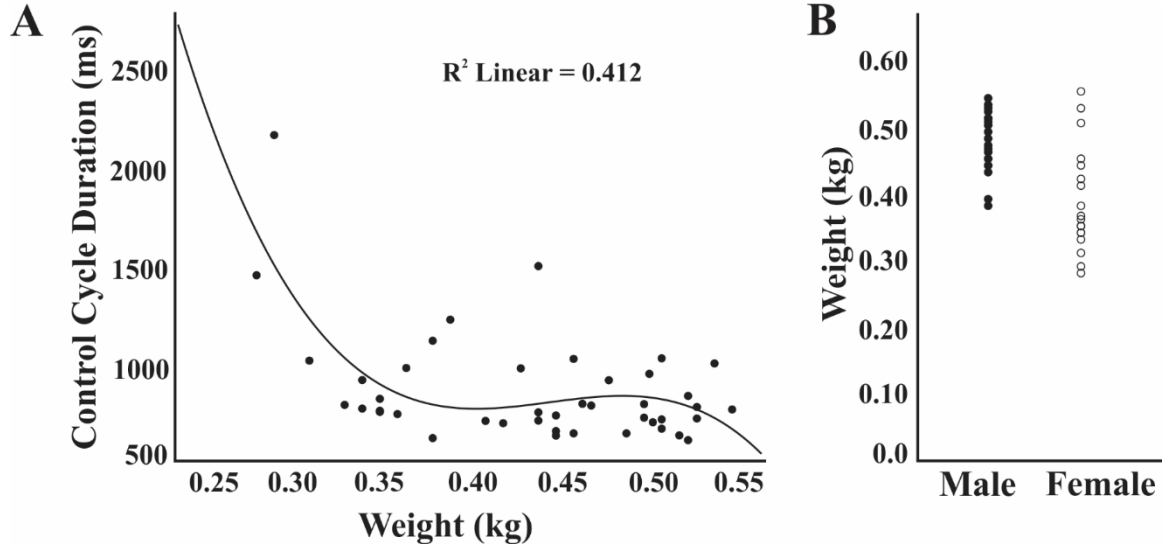 A
Control Cycle Duration (ms)
2500
2000
1500
1000
500
R² Linear = 0.412
0.25 0.30 0.35 0.40 0.45 0.50 0.55
Weight (kg)
B
Weight (kg)
0.60
0.50
0.40
0.30
0.20
0.10
0.0
Male Female